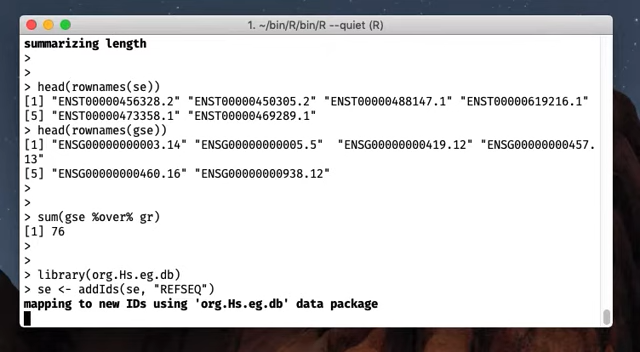 1. ~/bin/R/bin/R --quiet (R)
summarizing length
>
>
> head(rownames(se))
[1] "ENST00000456328.2" "ENST00000450305.2" "ENST00000488147.1" "ENST00000619216.1"
[5] "ENST00000473358.1" "ENST00000469289.1"
> head(rownames(gse))
[1] "ENSG00000000003.14" "ENSG00000000005.5"  "ENSG00000000419.12" "ENSG00000000457.
13"
[5] "ENSG00000000460.16" "ENSG00000000938.12"
>
>
> sum(gse %over% gr)
[1] 76
>
>
> library(org.Hs.eg.db)
> se <- addIds(se, "REFSEQ")
mapping to new IDs using 'org.Hs.eg.db' data package